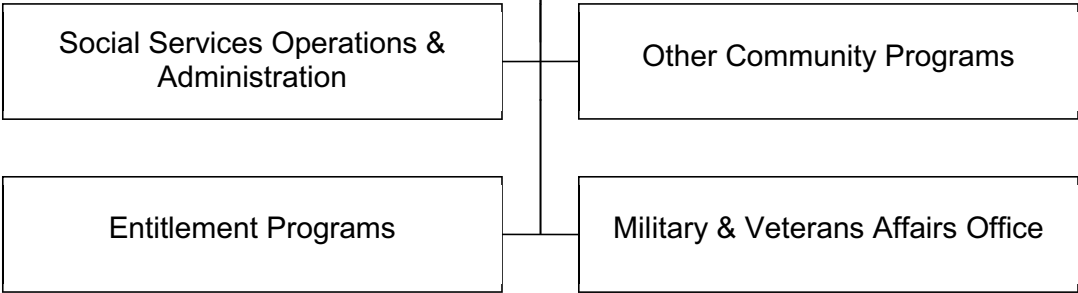 Social Services Operations &
Administration
Other Community Programs
Entitlement Programs
Military & Veterans Affairs Office